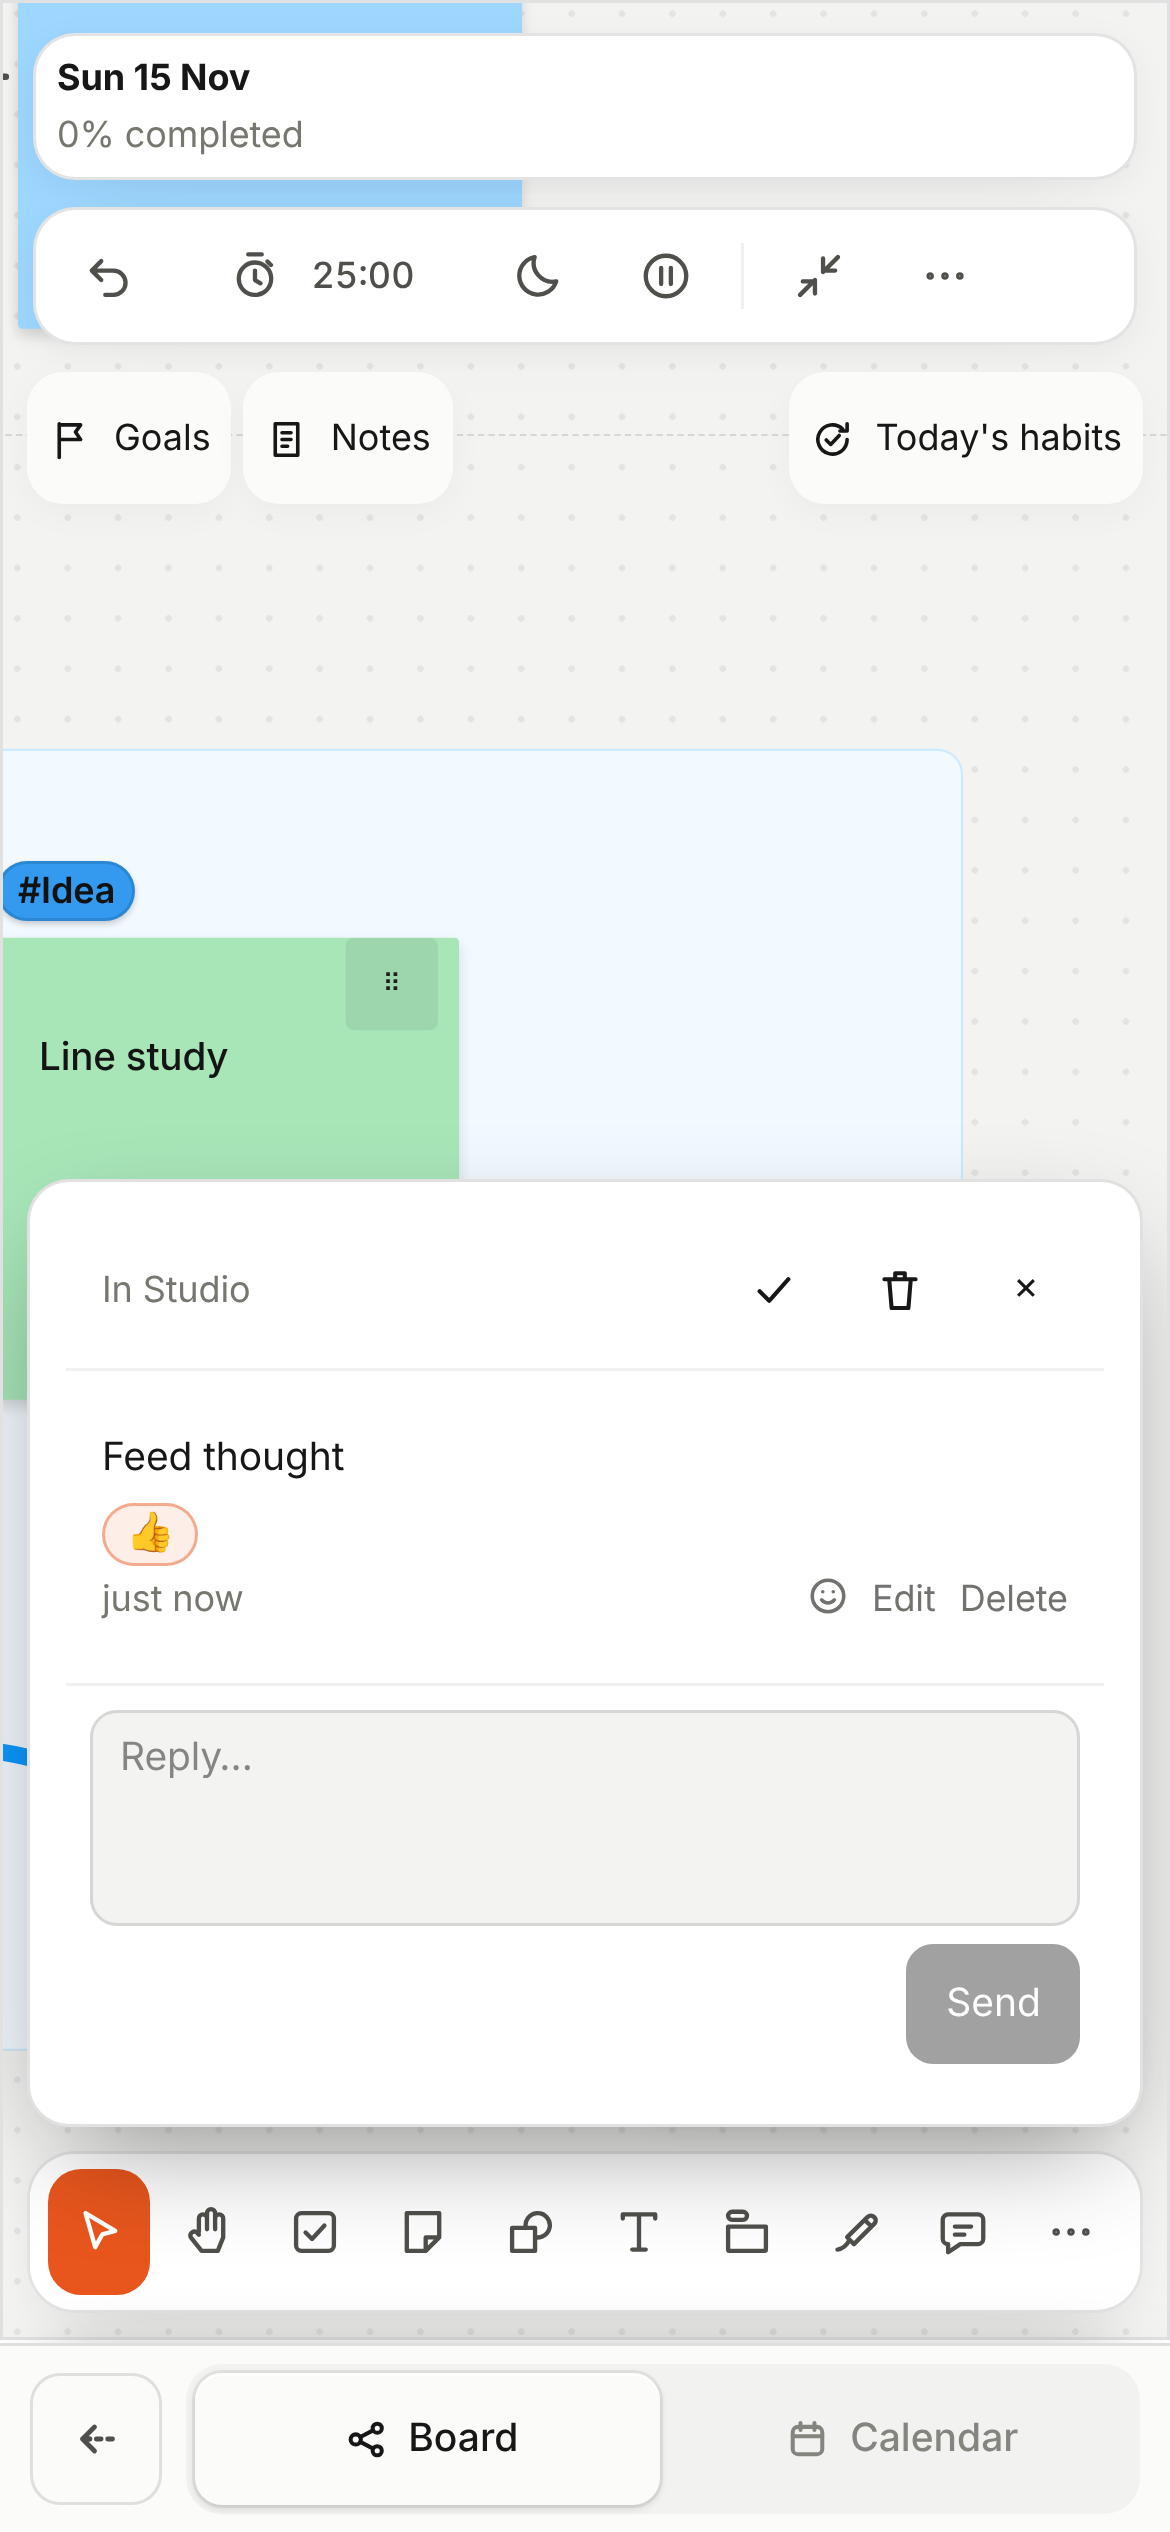 Sun 15 Nov
0% completed
25:00
Goals
Notes
Today's habits
#Idea
Line study
In Studio
Feed thought
👍
just now
Edit
Delete
Reply...
Send
Board
Calendar